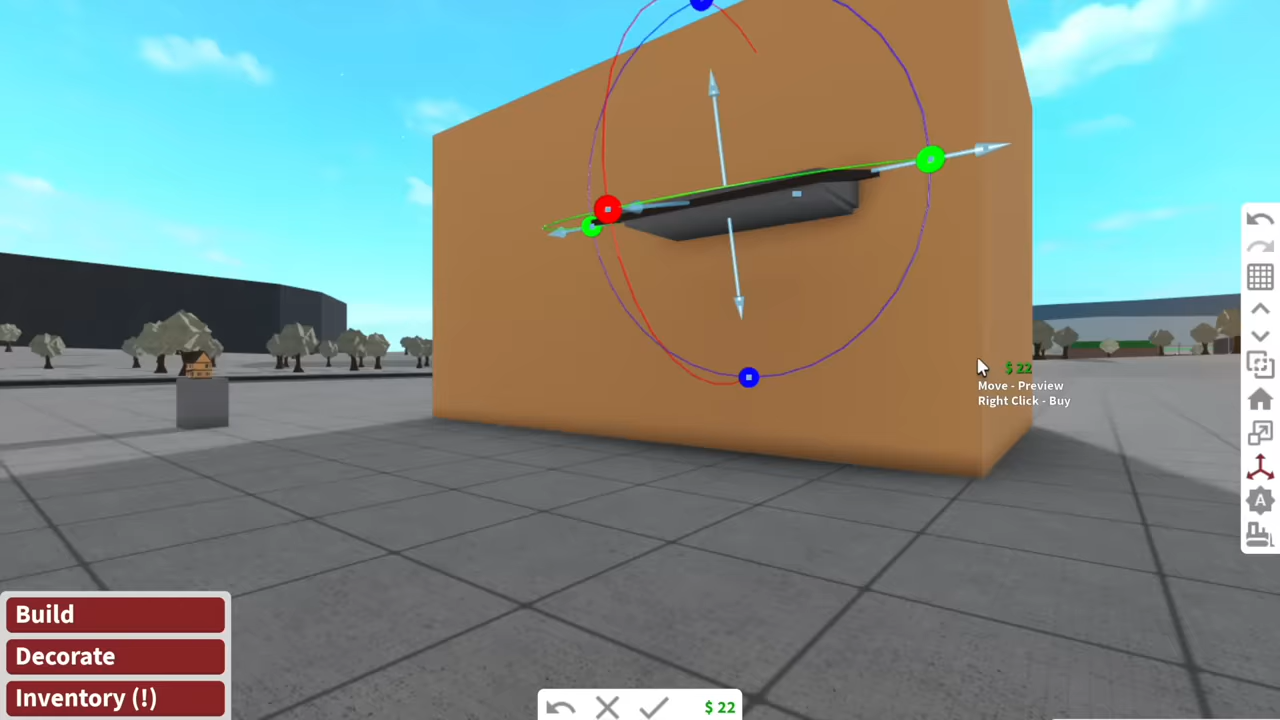 $ 22
Move - Preview
Right Click - Buy
A
Build
Decorate
Inventory (!)
$ 22